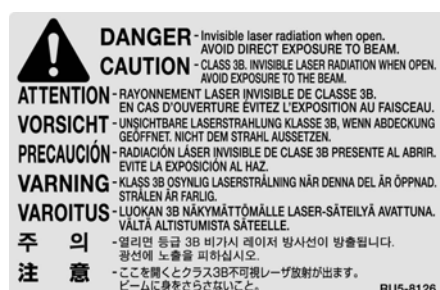 DANGER - Invisible laser radiation when open.
AVOID DIRECT EXPOSURE TO BEAM.
CAUTION - CLASS 3B. INVISIBLE LASER RADIATION WHEN OPEN.
AVOID EXPOSURE TO THE BEAM.
ATTENTION - RAYONNEMENT LASER INVISIBLE DE CLASSE 3B.
EN CAS D'OUVERTURE ÉVITEZ L'EXPOSITION AU FAISCEAU.
VORSICHT - UNSICHTBARE LASERSTRAHLUNG KLASSE 3B, WENN ABDECKUNG
GEÖFFNET. NICHT DEM STRAHL AUSSETZEN.
PRECAUCIÓN - RADIACIÓN LÁSER INVISIBLE DE CLASE 3B PRESENTE AL ABRIR.
EVITE LA EXPOSICIÓN AL HAZ.
VARNING - KLASS 3B OSYNLIG LASERSTRÅLNING NÄR DENNA DEL ÄR ÖPPNAD.
STRÅLEN ÄR FARLIG.
VAROITUS - LUOKAN 3B NÄKYMÄTTÖMÄLLE LASER-SÄTEILYÄ AVATTUNA.
VÄLTÄ ALTISTUMISTA SÄTEELLE.
주 의 - 열리면 등급 3B 비가시 레이저 방사선이 방출됩니다.
광선에 노출을 피하십시오.
注 意 - ここを開くとクラス3B不可視レーザ放射が出ます。
ビームに身をさらさないこと。
RU5-8126